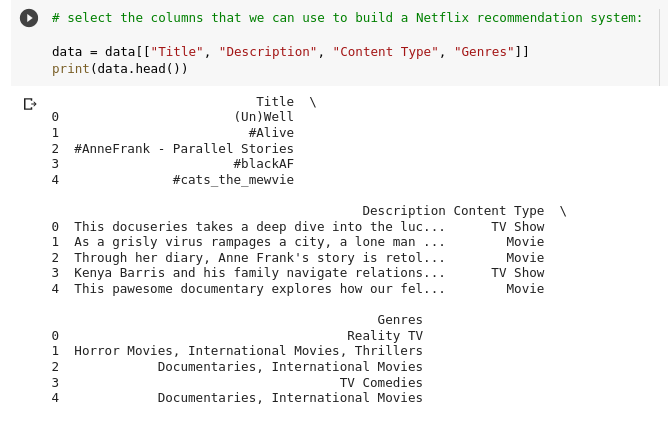 # select the columns that we can use to build a Netflix recommendation system:
data = data[["Title", "Description", "Content Type", "Genres"]]
print(data.head())
Title \
0 (Un)Well
1 #Alive
2 #AnneFrank - Parallel Stories
3 #blackAF
4 #cats_the_mewvie
Description Content Type \
0 This docuseries takes a deep dive into the luc... TV Show
1 As a grisly virus rampages a city, a lone man ... Movie
2 Through her diary, Anne Frank's story is retol... Movie
3 Kenya Barris and his family navigate relations... TV Show
4 This pawesome documentary explores how our fel... Movie
Genres
0 Reality TV
1 Horror Movies, International Movies, Thrillers
2 Documentaries, International Movies
3 TV Comedies
4 Documentaries, International Movies